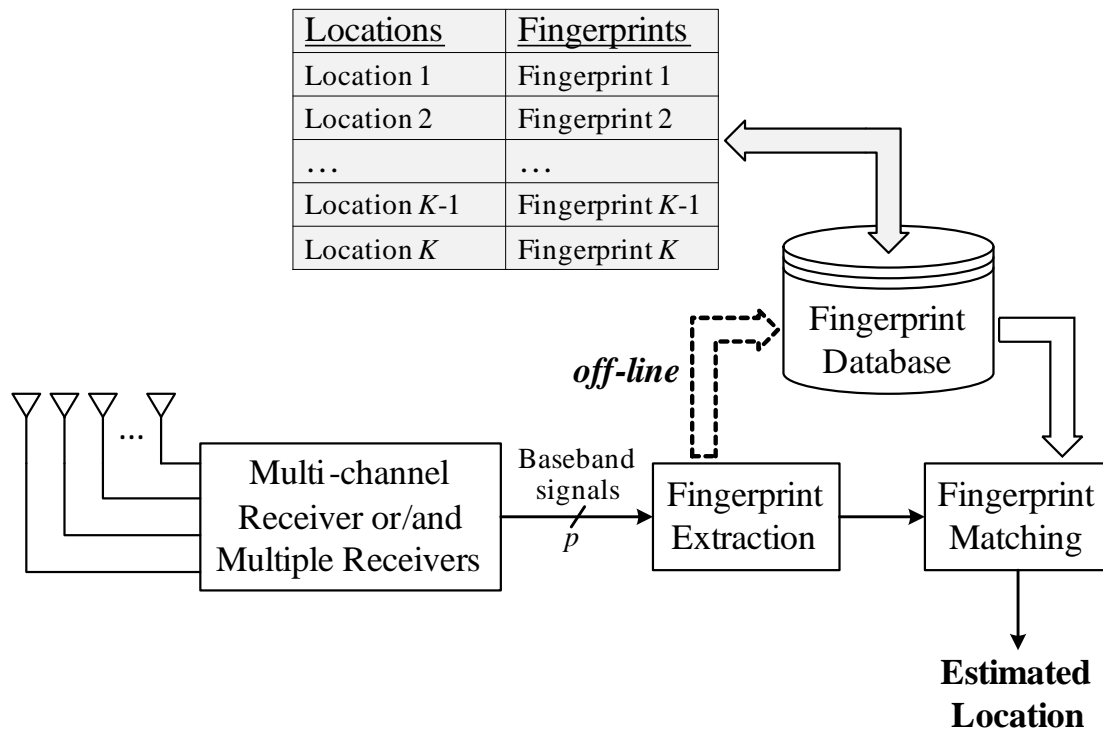 Locations Fingerprints
Location 1 Fingerprint 1
Location 2 Fingerprint 2
… …
Location K-1 Fingerprint K-1
Location K Fingerprint K
Fingerprint
Database
off-line
...
Multi-channel
Receiver or/and
Multiple Receivers
Baseband
signals
p
Fingerprint
Extraction
Fingerprint
Matching
Estimated
Location